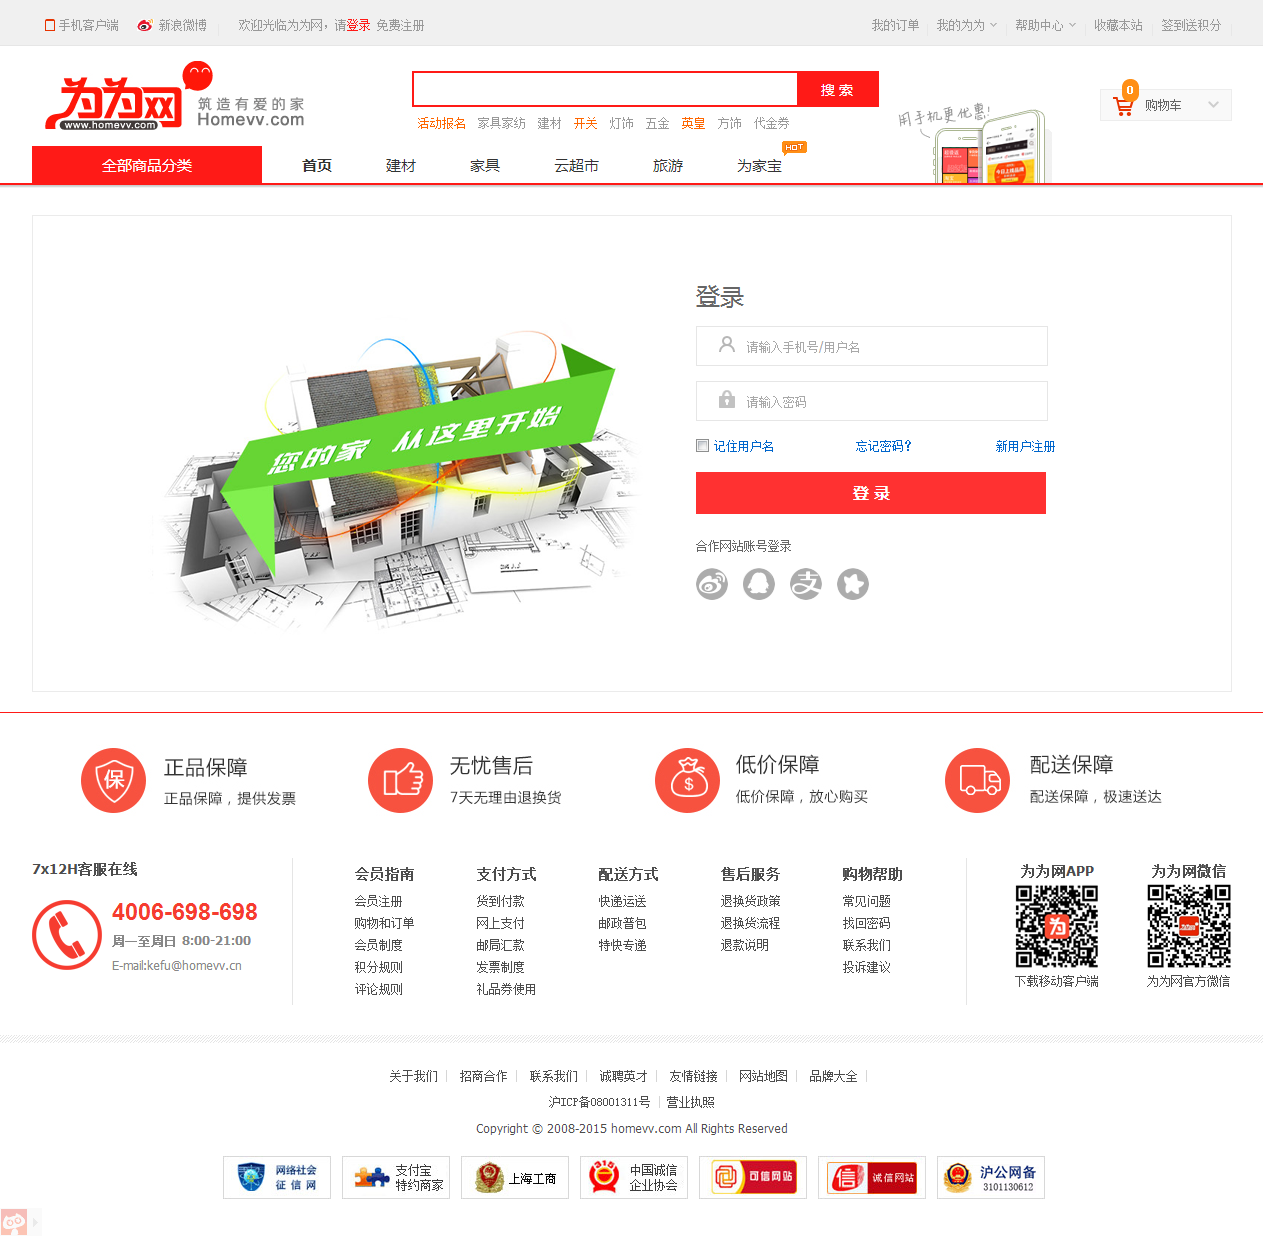 手机客户端 新浪微博 欢迎光临为为网，请登录 免费注册 我的订单 我的为为 帮助中心 收藏本站 签到送积分
为为网
www.homevv.com
筑造有爱的家
Homevv.com
搜 索
活动报名 家具家纺 建材 开关 灯饰 五金 英皇 方饰 代金券
用手机更优惠!
0
购物车
全部商品分类 首页 建材 家具 云超市 旅游 为家宝 HOT
登录
请输入手机号/用户名
请输入密码
记住用户名 忘记密码? 新用户注册
登 录
您的家 从这里开始
合作网站账号登录
保 正品保障
正品保障，提供发票
无忧售后
7天无理由退换货
低价保障
低价保障，放心购买
配送保障
配送保障，极速送达
7x12H客服在线
4006-698-698
周一至周日 8:00-21:00
E-mail:kefu@homevv.cn
会员指南 支付方式 配送方式 售后服务 购物帮助
会员注册 货到付款 快递运送 退换货政策 常见问题
购物和订单 网上支付 邮政普包 退换货流程 找回密码
会员制度 邮局汇款 特快专递 退款说明 联系我们
积分规则 发票制度 投诉建议
评论规则 礼品券使用
为为网APP 为为网微信
下载移动客户端 为为网官方微信
关于我们 招商合作 联系我们 诚聘英才 友情链接 网站地图 品牌大全
沪ICP备08001311号 营业执照
Copyright © 2008-2015 homevv.com All Rights Reserved
网络社会
征信网
支付宝
特约商家
上海工商
315
中国诚信
企业协会
可信网站
信 诚信网站
沪公网备
3101130612